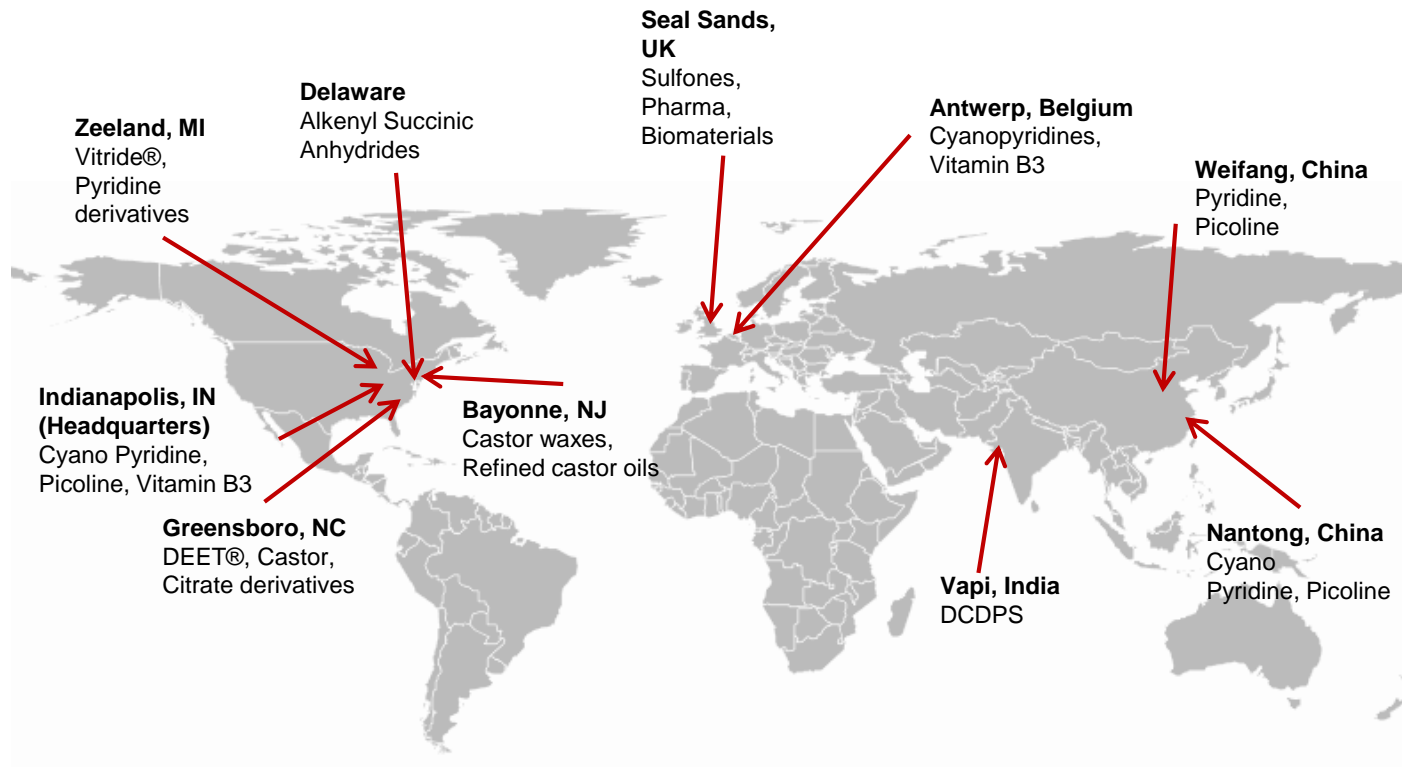 Seal Sands,
UK
Sulfones,
Pharma,
Biomaterials
Delaware
Alkenyl Succinic
Anhydrides
Zeeland, MI
Vitride®,
Pyridine
derivatives
Antwerp, Belgium
Cyanopyridines,
Vitamin B3
Weifang, China
Pyridine,
Picoline
Indianapolis, IN
(Headquarters)
Cyano Pyridine,
Picoline, Vitamin B3
Bayonne, NJ
Castor waxes,
Refined castor oils
Greensboro, NC
DEET®, Castor,
Citrate derivatives
Vapi, India
DCDPS
Nantong, China
Cyano
Pyridine, Picoline